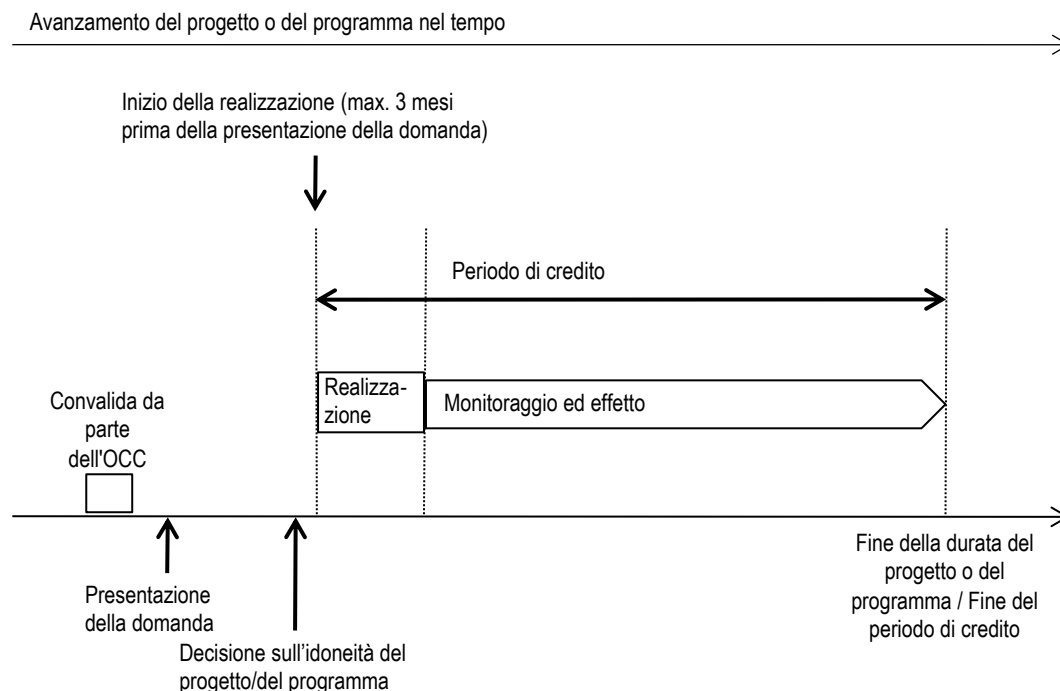 Avanzamento del progetto o del programma nel tempo
Inizio della realizzazione (max. 3 mesi
prima della presentazione della domanda)
Periodo di credito
Realizza-
zione
Monitoraggio ed effetto
Convalida da
parte
dell'OCC
Presentazione
della domanda
Decisione sull’idoneità del
progetto/del programma
Fine della durata del
progetto o del
programma / Fine del
periodo di credito